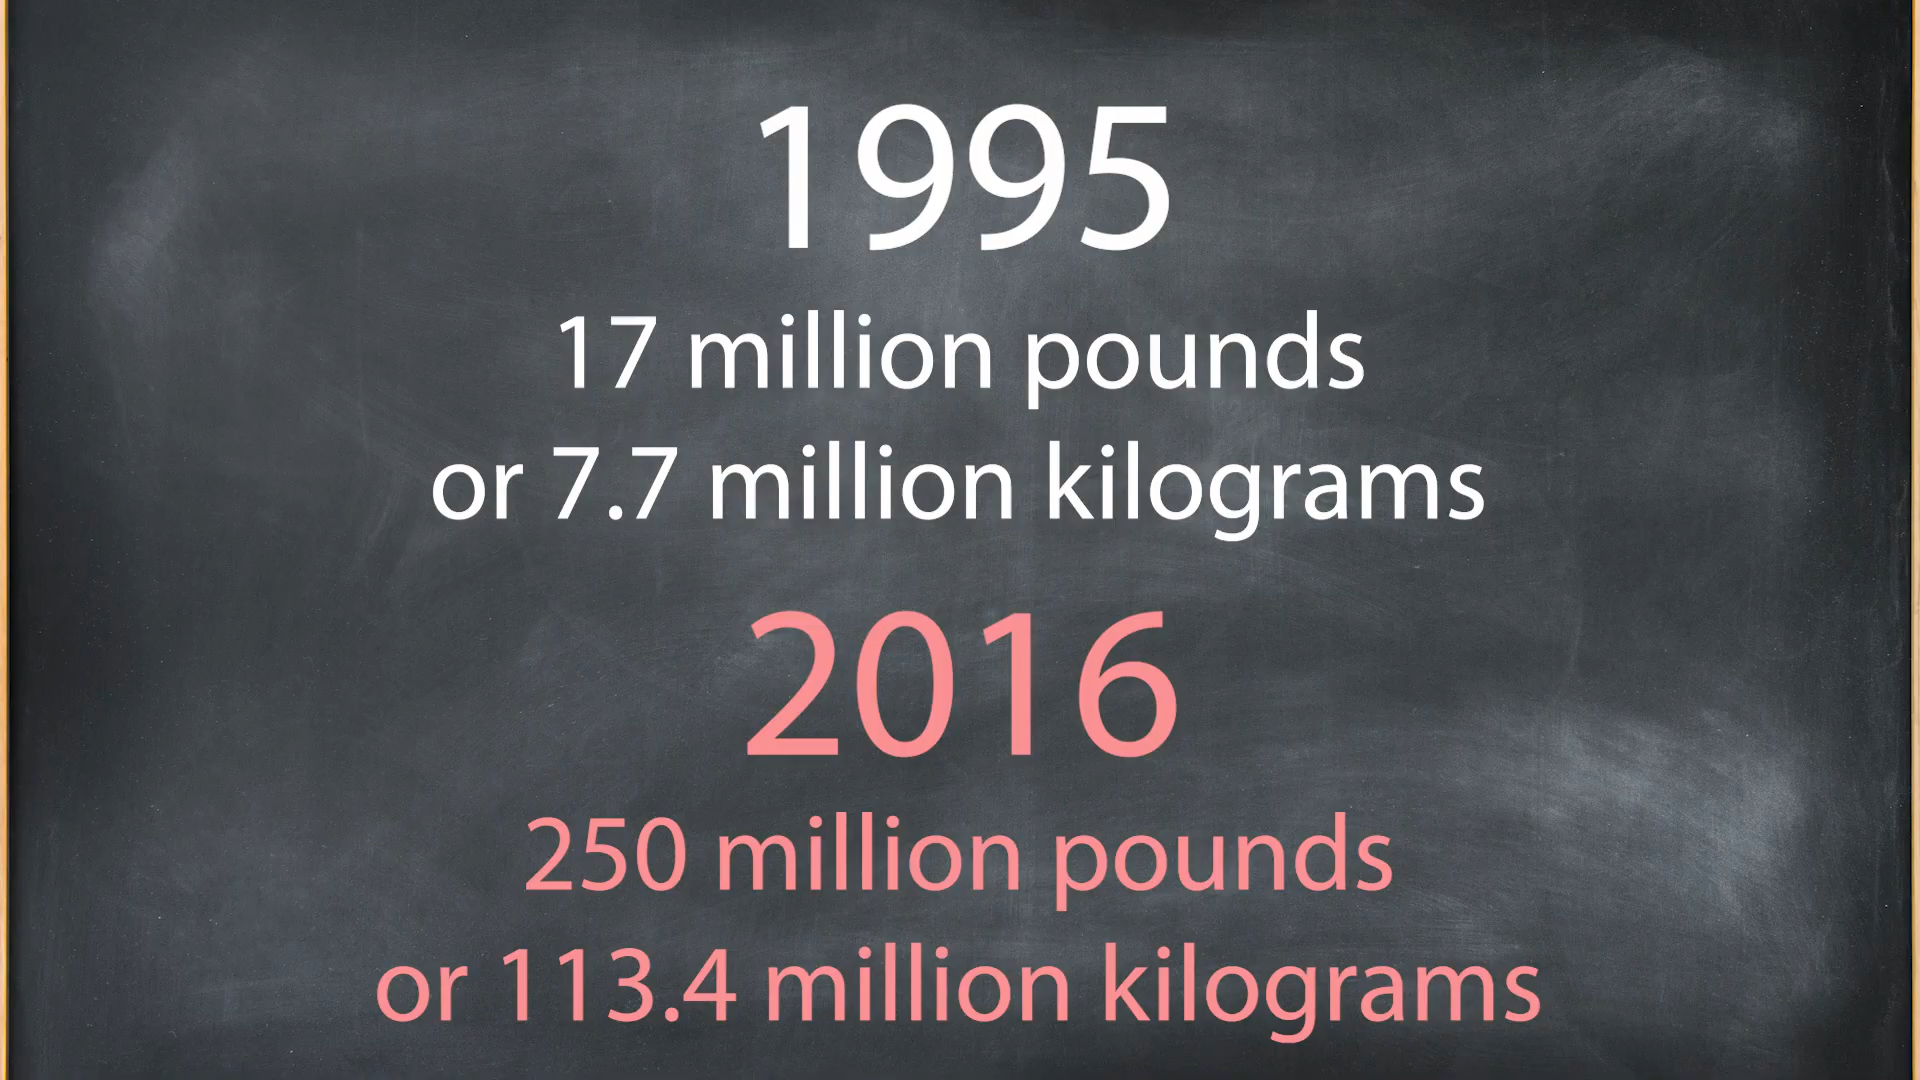 1995
17 million pounds
or 7.7 million kilograms
2016
250 million pounds
or 113.4 million kilograms